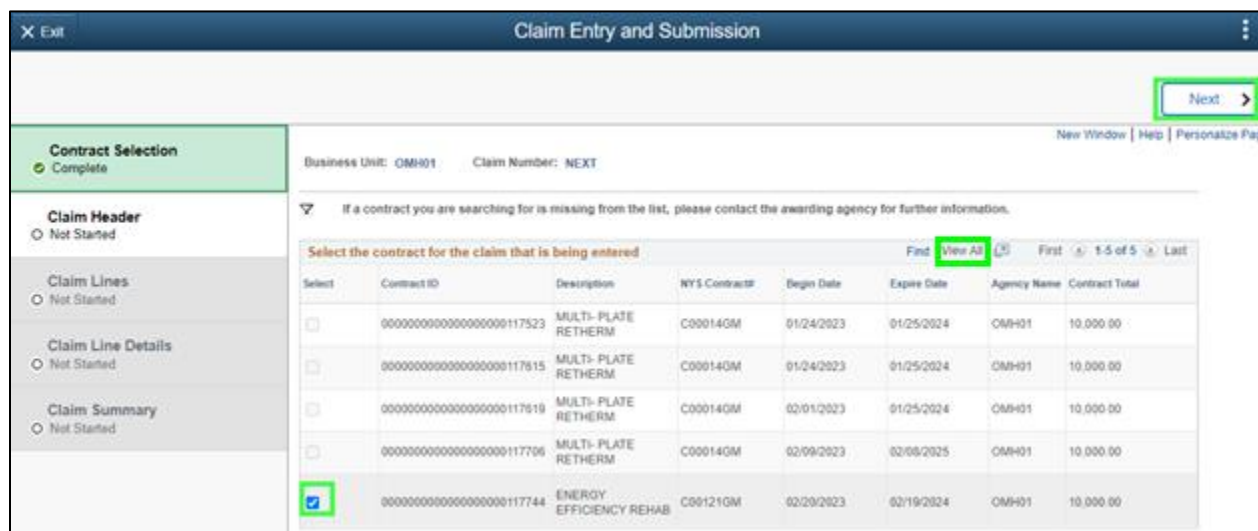 X Exit Claim Entry and Submission
Next >
New Window | Help | Personalize Pag
Contract Selection
Complete
Business Unit: OMH01 Claim Number: NEXT
Claim Header
Not Started
If a contract you are searching for is missing from the list, please contact the awarding agency for further information.
Select the contract for the claim that is being entered Find View All First 1-5 of 5 Last
Claim Lines
Not Started
Select Contract ID Description NYS Contract# Begin Date Expire Date Agency Name Contract Total
0000000000000000000117523 MULTI- PLATE RETHERM C00014GM 01/24/2023 01/25/2024 OMH01 10,000.00
Claim Line Details
Not Started
0000000000000000000117615 MULTI- PLATE RETHERM C00014GM 01/24/2023 01/25/2024 OMH01 10,000.00
Claim Summary
Not Started
0000000000000000000117619 MULTI- PLATE RETHERM C00014GM 02/01/2023 01/25/2024 OMH01 10,000.00
0000000000000000000117706 MULTI- PLATE RETHERM C00014GM 02/09/2023 02/08/2025 OMH01 10,000.00
0000000000000000000117744 ENERGY EFFICIENCY REHAB C00121GM 02/20/2023 02/19/2024 OMH01 10,000.00